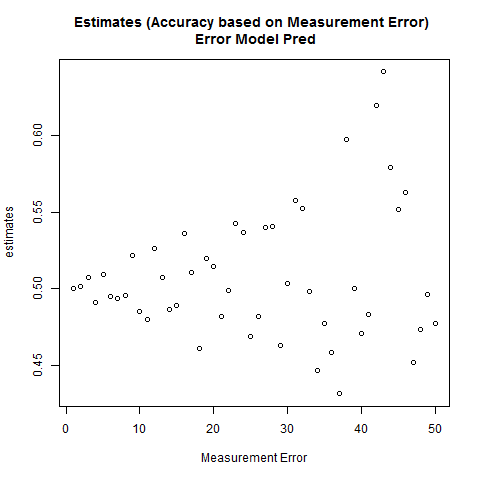 Estimates (Accuracy based on Measurement Error)
Error Model Pred
estimates
0.60
0.55
0.50
0.45
0 10 20 30 40 50
Measurement Error